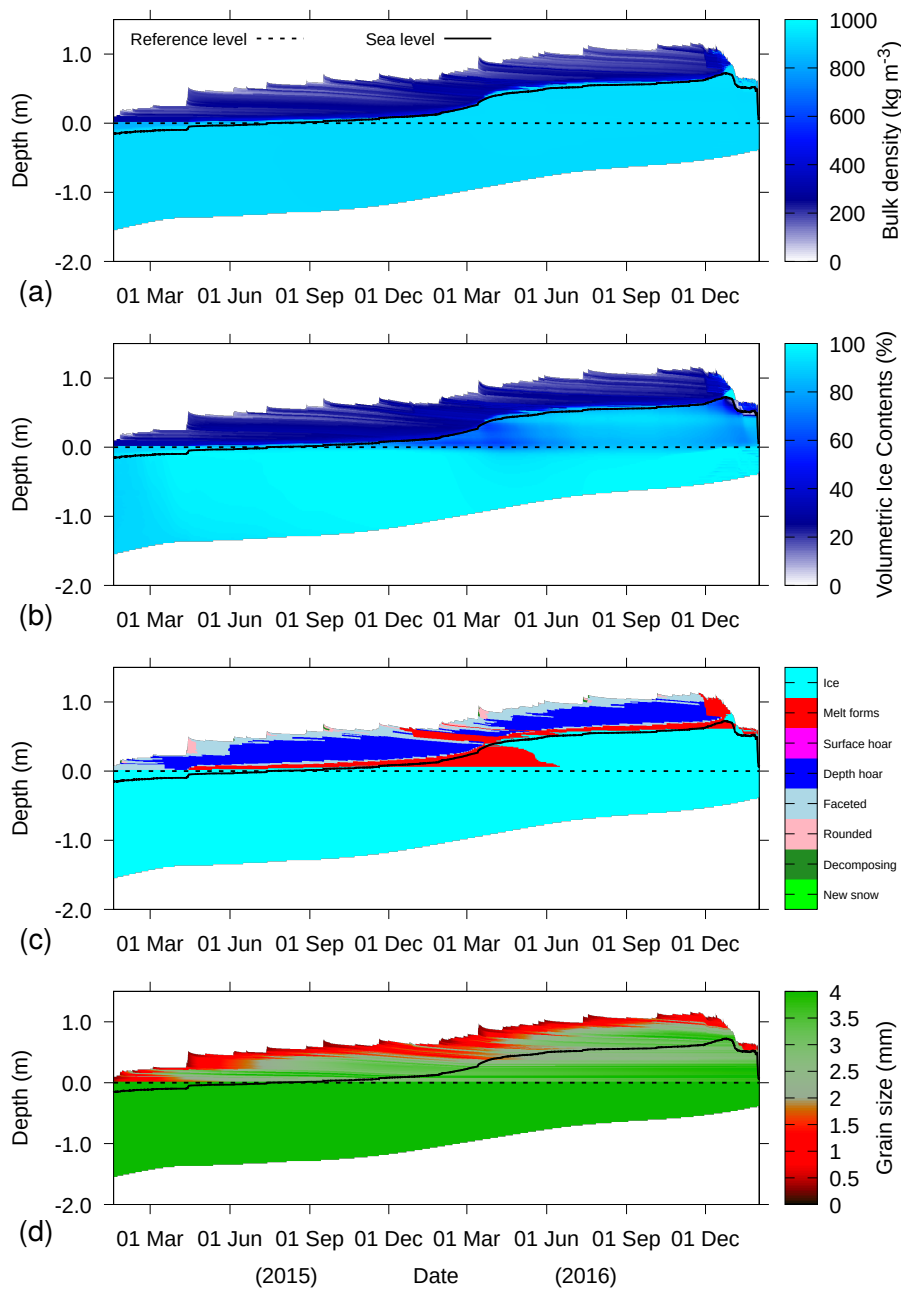 Reference level
Sea level
Depth (m)
1.0
0.0
-1.0
-2.0
01 Mar 01 Jun 01 Sep 01 Dec 01 Mar 01 Jun 01 Sep 01 Dec
1000
800
600
400
200
0
Bulk density (kg m-3)
(a)
Depth (m)
1.0
0.0
-1.0
-2.0
01 Mar 01 Jun 01 Sep 01 Dec 01 Mar 01 Jun 01 Sep 01 Dec
100
80
60
40
20
0
Volumetric Ice Contents (%)
(b)
Depth (m)
1.0
0.0
-1.0
-2.0
01 Mar 01 Jun 01 Sep 01 Dec 01 Mar 01 Jun 01 Sep 01 Dec
Ice
Melt forms
Surface hoar
Depth hoar
Faceted
Rounded
Decomposing
New snow
(c)
Depth (m)
1.0
0.0
-1.0
-2.0
01 Mar 01 Jun 01 Sep 01 Dec 01 Mar 01 Jun 01 Sep 01 Dec
4
3.5
3
2.5
2
1.5
1
0.5
0
Grain size (mm)
(d)
(2015) Date (2016)